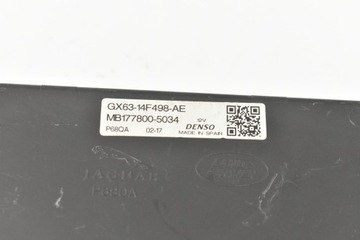 GX63-14F498-AE
MB177800-5034
12V
DENSO
P68QA 02-17 MADE IN SPAIN
JAGUAR
P68QA
LAND ROVER